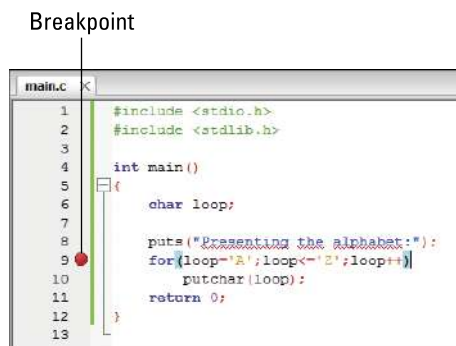 Breakpoint
main.c
1 #include <stdio.h>
2 #include <stdlib.h>
3
4 int main()
5 {
6 char loop;
7
8 puts("Presenting the alphabet:");
9 for(loop='A';loop<='Z';loop++)
10 putchar(loop);
11 return 0;
12 }
13